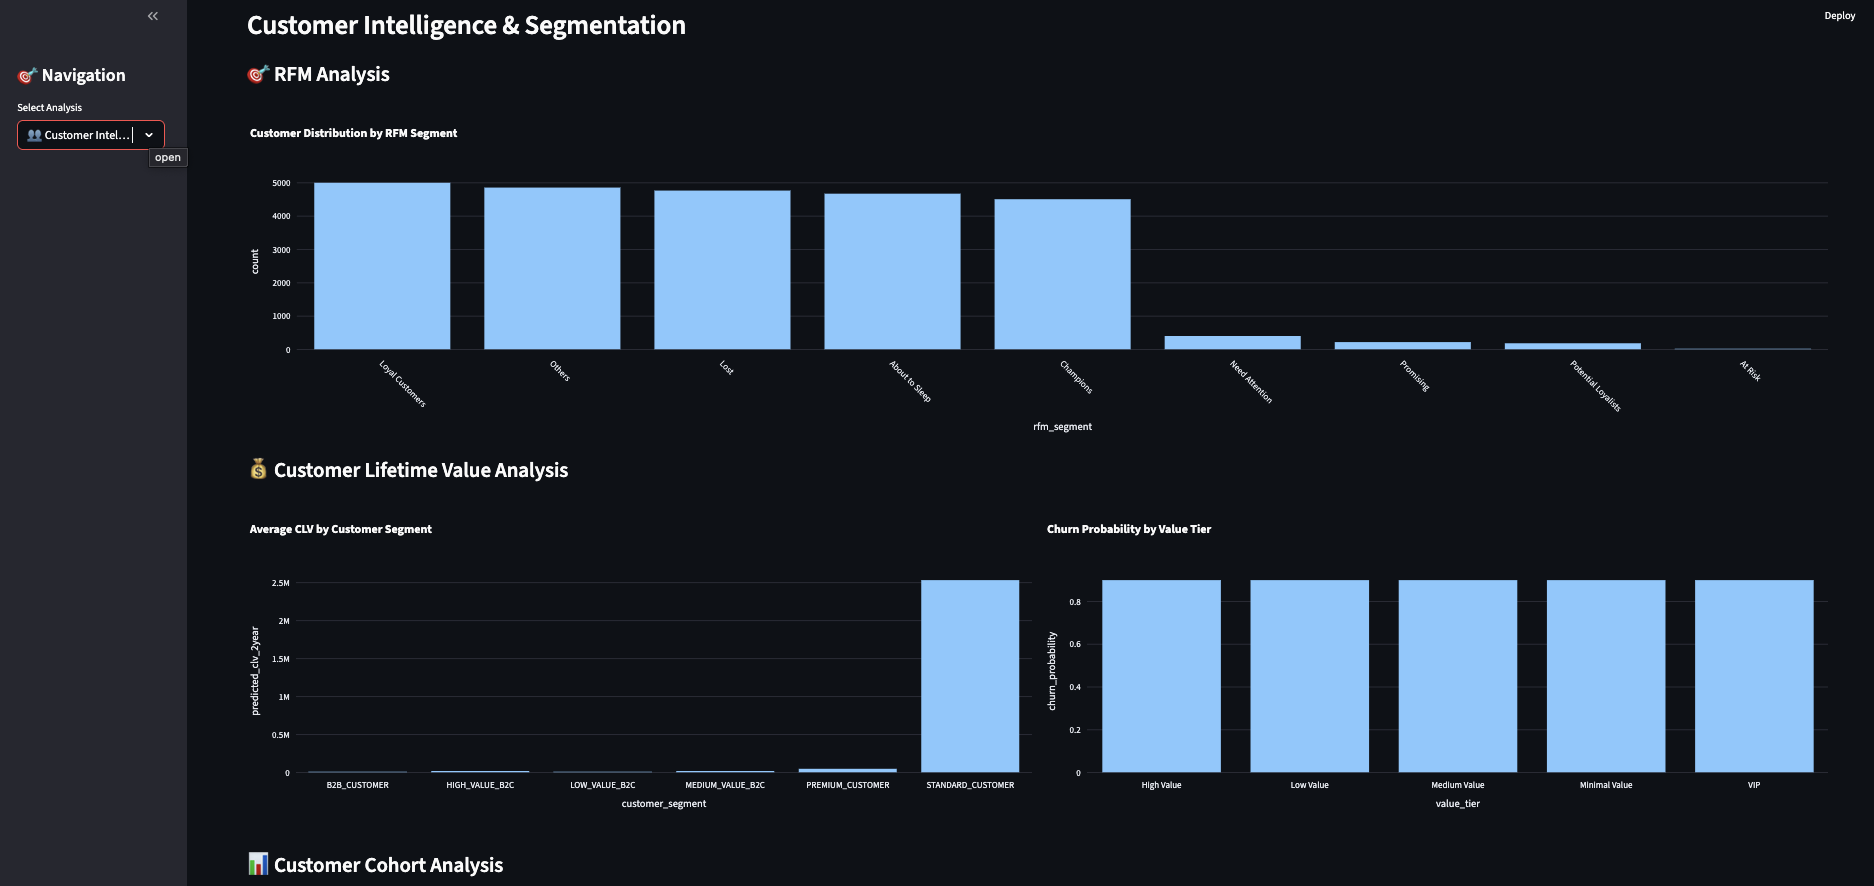 Deploy
Navigation
Select Analysis
Customer Intel...
open
Customer Intelligence & Segmentation
RFM Analysis
Customer Distribution by RFM Segment
count
5000
4000
3000
2000
1000
0
Loyal Customers
Others
Lost
About to Sleep
Champions
Need Attention
Promising
Potential Loyalists
At Risk
rfm_segment
Customer Lifetime Value Analysis
Average CLV by Customer Segment
predicted_clv_2year
2.5M
2M
1.5M
1M
0.5M
0
B2B_CUSTOMER
HIGH_VALUE_B2C
LOW_VALUE_B2C
MEDIUM_VALUE_B2C
PREMIUM_CUSTOMER
STANDARD_CUSTOMER
customer_segment
Churn Probability by Value Tier
churn_probability
0.8
0.6
0.4
0.2
0
High Value
Low Value
Medium Value
Minimal Value
VIP
value_tier
Customer Cohort Analysis